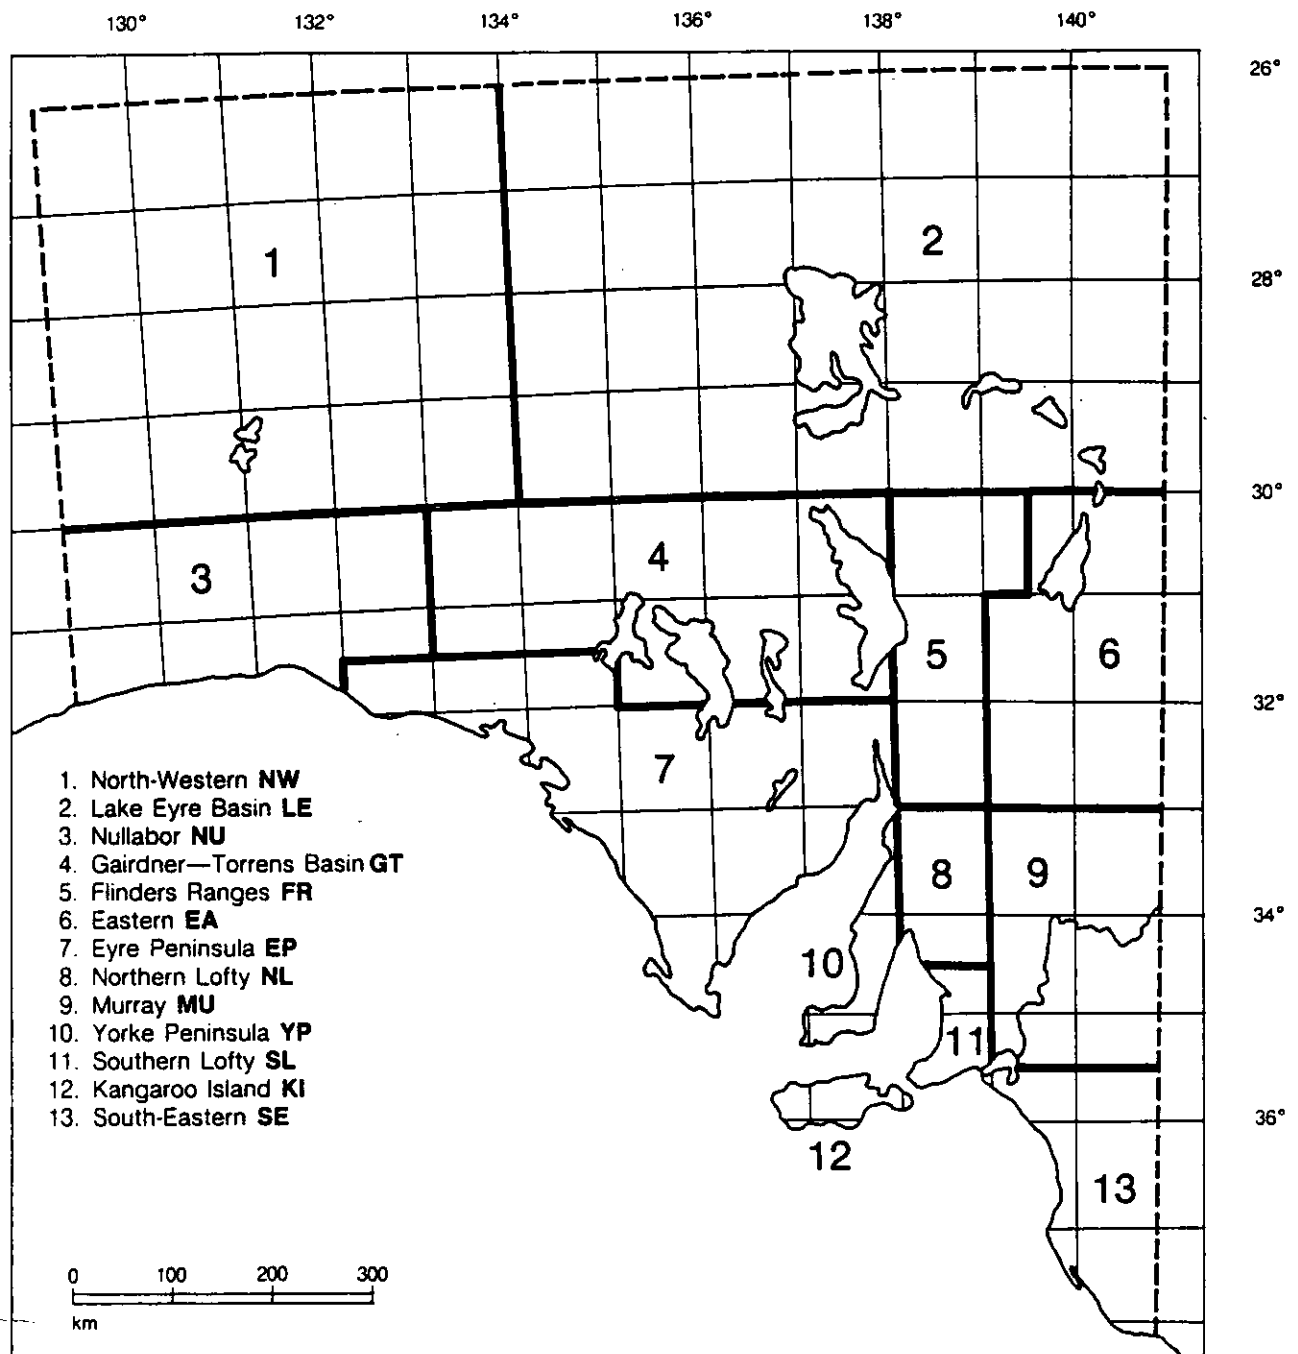 130° 132° 134° 136° 138° 140°
26°
1
2
28°
30°
3
4
5
6
32°
7
1. North-Western NW
2. Lake Eyre Basin LE
3. Nullabor NU
4. Gairdner—Torrens Basin GT
5. Flinders Ranges FR
6. Eastern EA
7. Eyre Peninsula EP
8. Northern Lofty NL
9. Murray MU
10. Yorke Peninsula YP
11. Southern Lofty SL
12. Kangaroo Island KI
13. South-Eastern SE
8
9
34°
10
11
36°
12
13
0 100 200 300
km